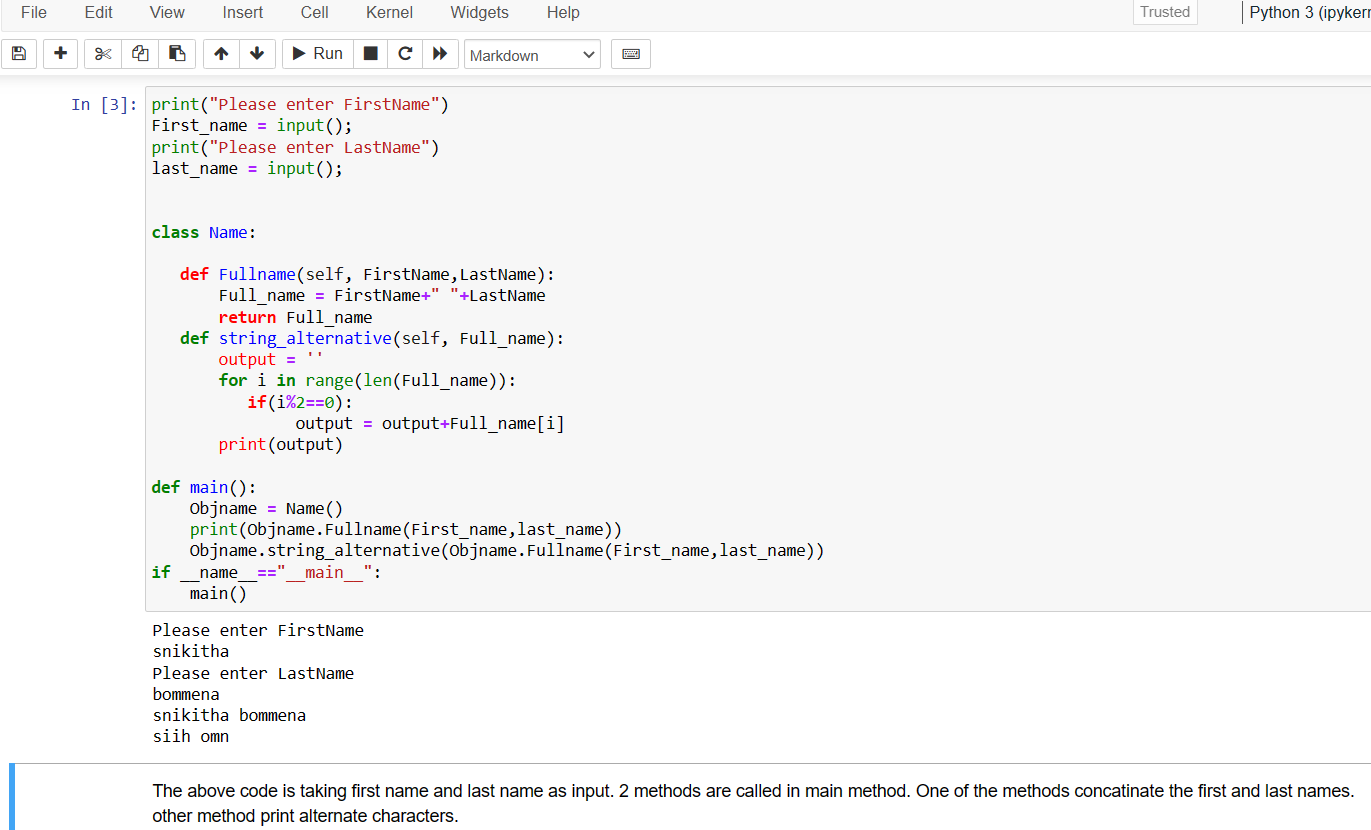 File Edit View Insert Cell Kernel Widgets Help Trusted Python 3 (ipykern
Run Markdown
In [3]: print("Please enter FirstName")
First_name = input();
print("Please enter LastName")
last_name = input();
class Name:
def Fullname(self, FirstName,LastName):
Full_name = FirstName+" "+LastName
return Full_name
def string_alternative(self, Full_name):
output = ''
for i in range(len(Full_name)):
if(i%2==0):
output = output+Full_name[i]
print(output)
def main():
Objname = Name()
print(Objname.Fullname(First_name,last_name))
Objname.string_alternative(Objname.Fullname(First_name,last_name))
if __name__=="__main__":
main()
Please enter FirstName
snikitha
Please enter LastName
bommena
snikitha bommena
siih omn
The above code is taking first name and last name as input. 2 methods are called in main method. One of the methods concatinate the first and last names.
other method print alternate characters.